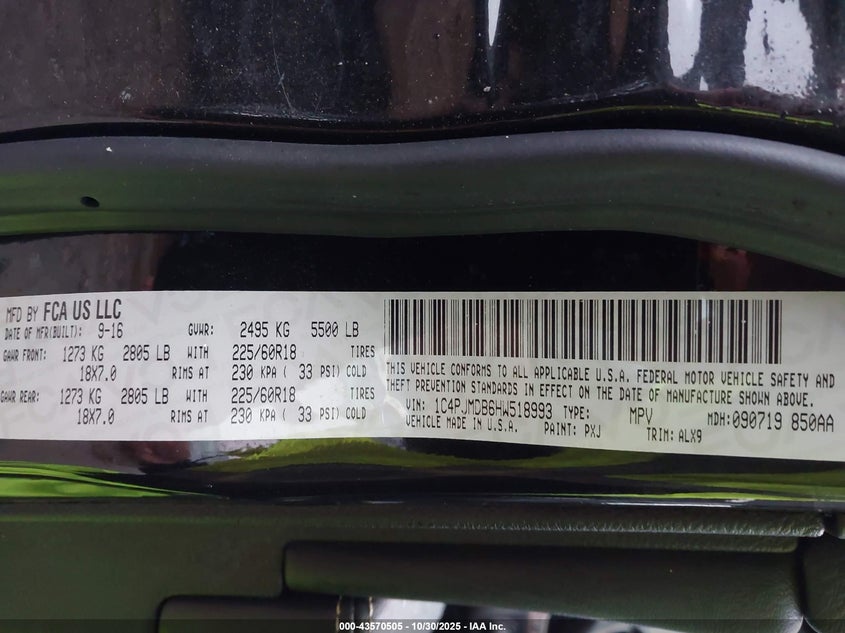 MFD BY FCA US LLC
DATE OF MFR(BUILT): 9-16 GVWR: 2495 KG 5500 LB
GAWR FRONT: 1273 KG 2805 LB WITH 225/60R18 TIRES
18X7.0 RIMS AT 230 KPA ( 33 PSI) COLD
GAWR REAR: 1273 KG 2805 LB WITH 225/60R18 TIRES
18X7.0 RIMS AT 230 KPA ( 33 PSI) COLD
THIS VEHICLE CONFORMS TO ALL APPLICABLE U.S.A. FEDERAL MOTOR VEHICLE SAFETY AND
THEFT PREVENTION STANDARDS IN EFFECT ON THE DATE OF MANUFACTURE SHOWN ABOVE.
VIN: 1C4PJMDB6HW518993 TYPE: MPV MDH:090719 850AA
VEHICLE MADE IN U.S.A. PAINT: PXJ TRIM: ALX9
000-43570505 - 10/30/2025 - IAA Inc.